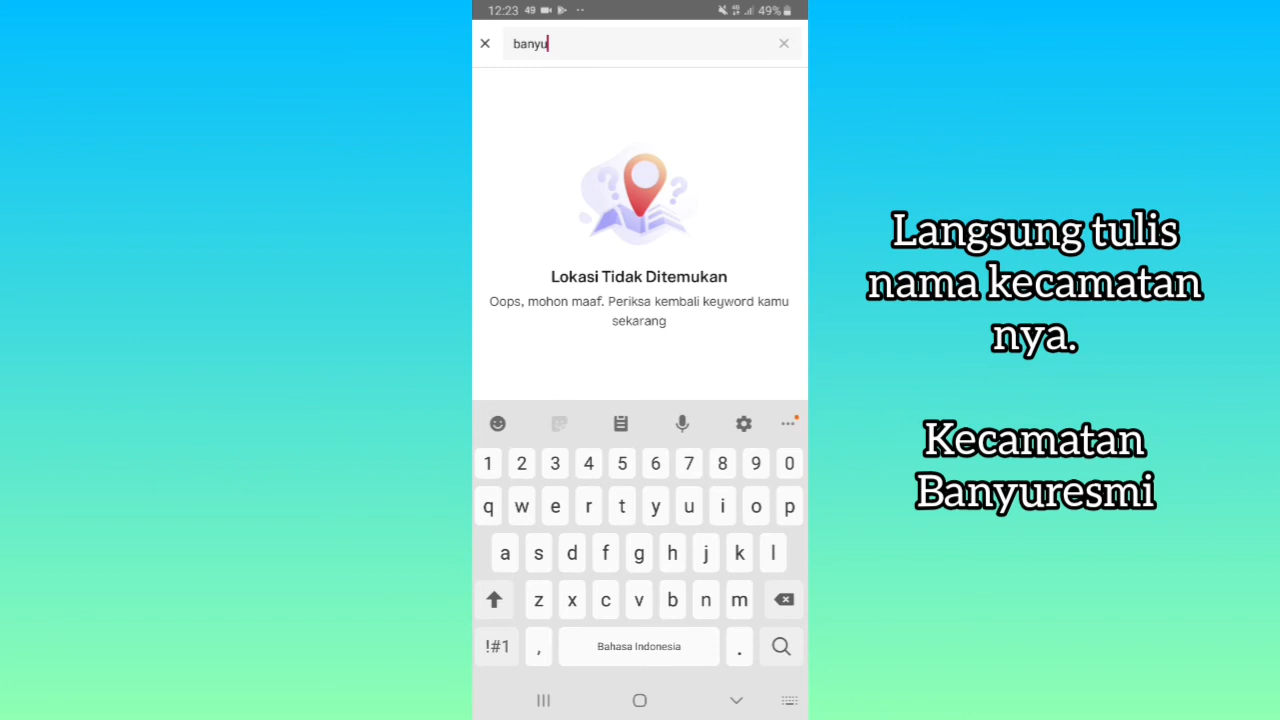 12:23 49 49%
banyu
Lokasi Tidak Ditemukan
Oops, mohon maaf. Periksa kembali keyword kamu
sekarang
1 2 3 4 5 6 7 8 9 0
q w e r t y u i o p
a s d f g h j k l
z x c v b n m
!#1 , Bahasa Indonesia .
Langsung tulis
nama kecamatan
nya.
Kecamatan
Banyuresmi